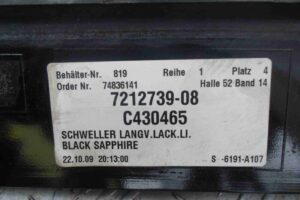 Behälter-Nr. 819 Reihe 1 Platz 4
Order Nr. 74836141 Halle 52 Band 14
7212739-08
C430465
SCHWELLER LANGV.LACK.LI.
BLACK SAPPHIRE
22.10.09 20:13:00 S -6191-A107